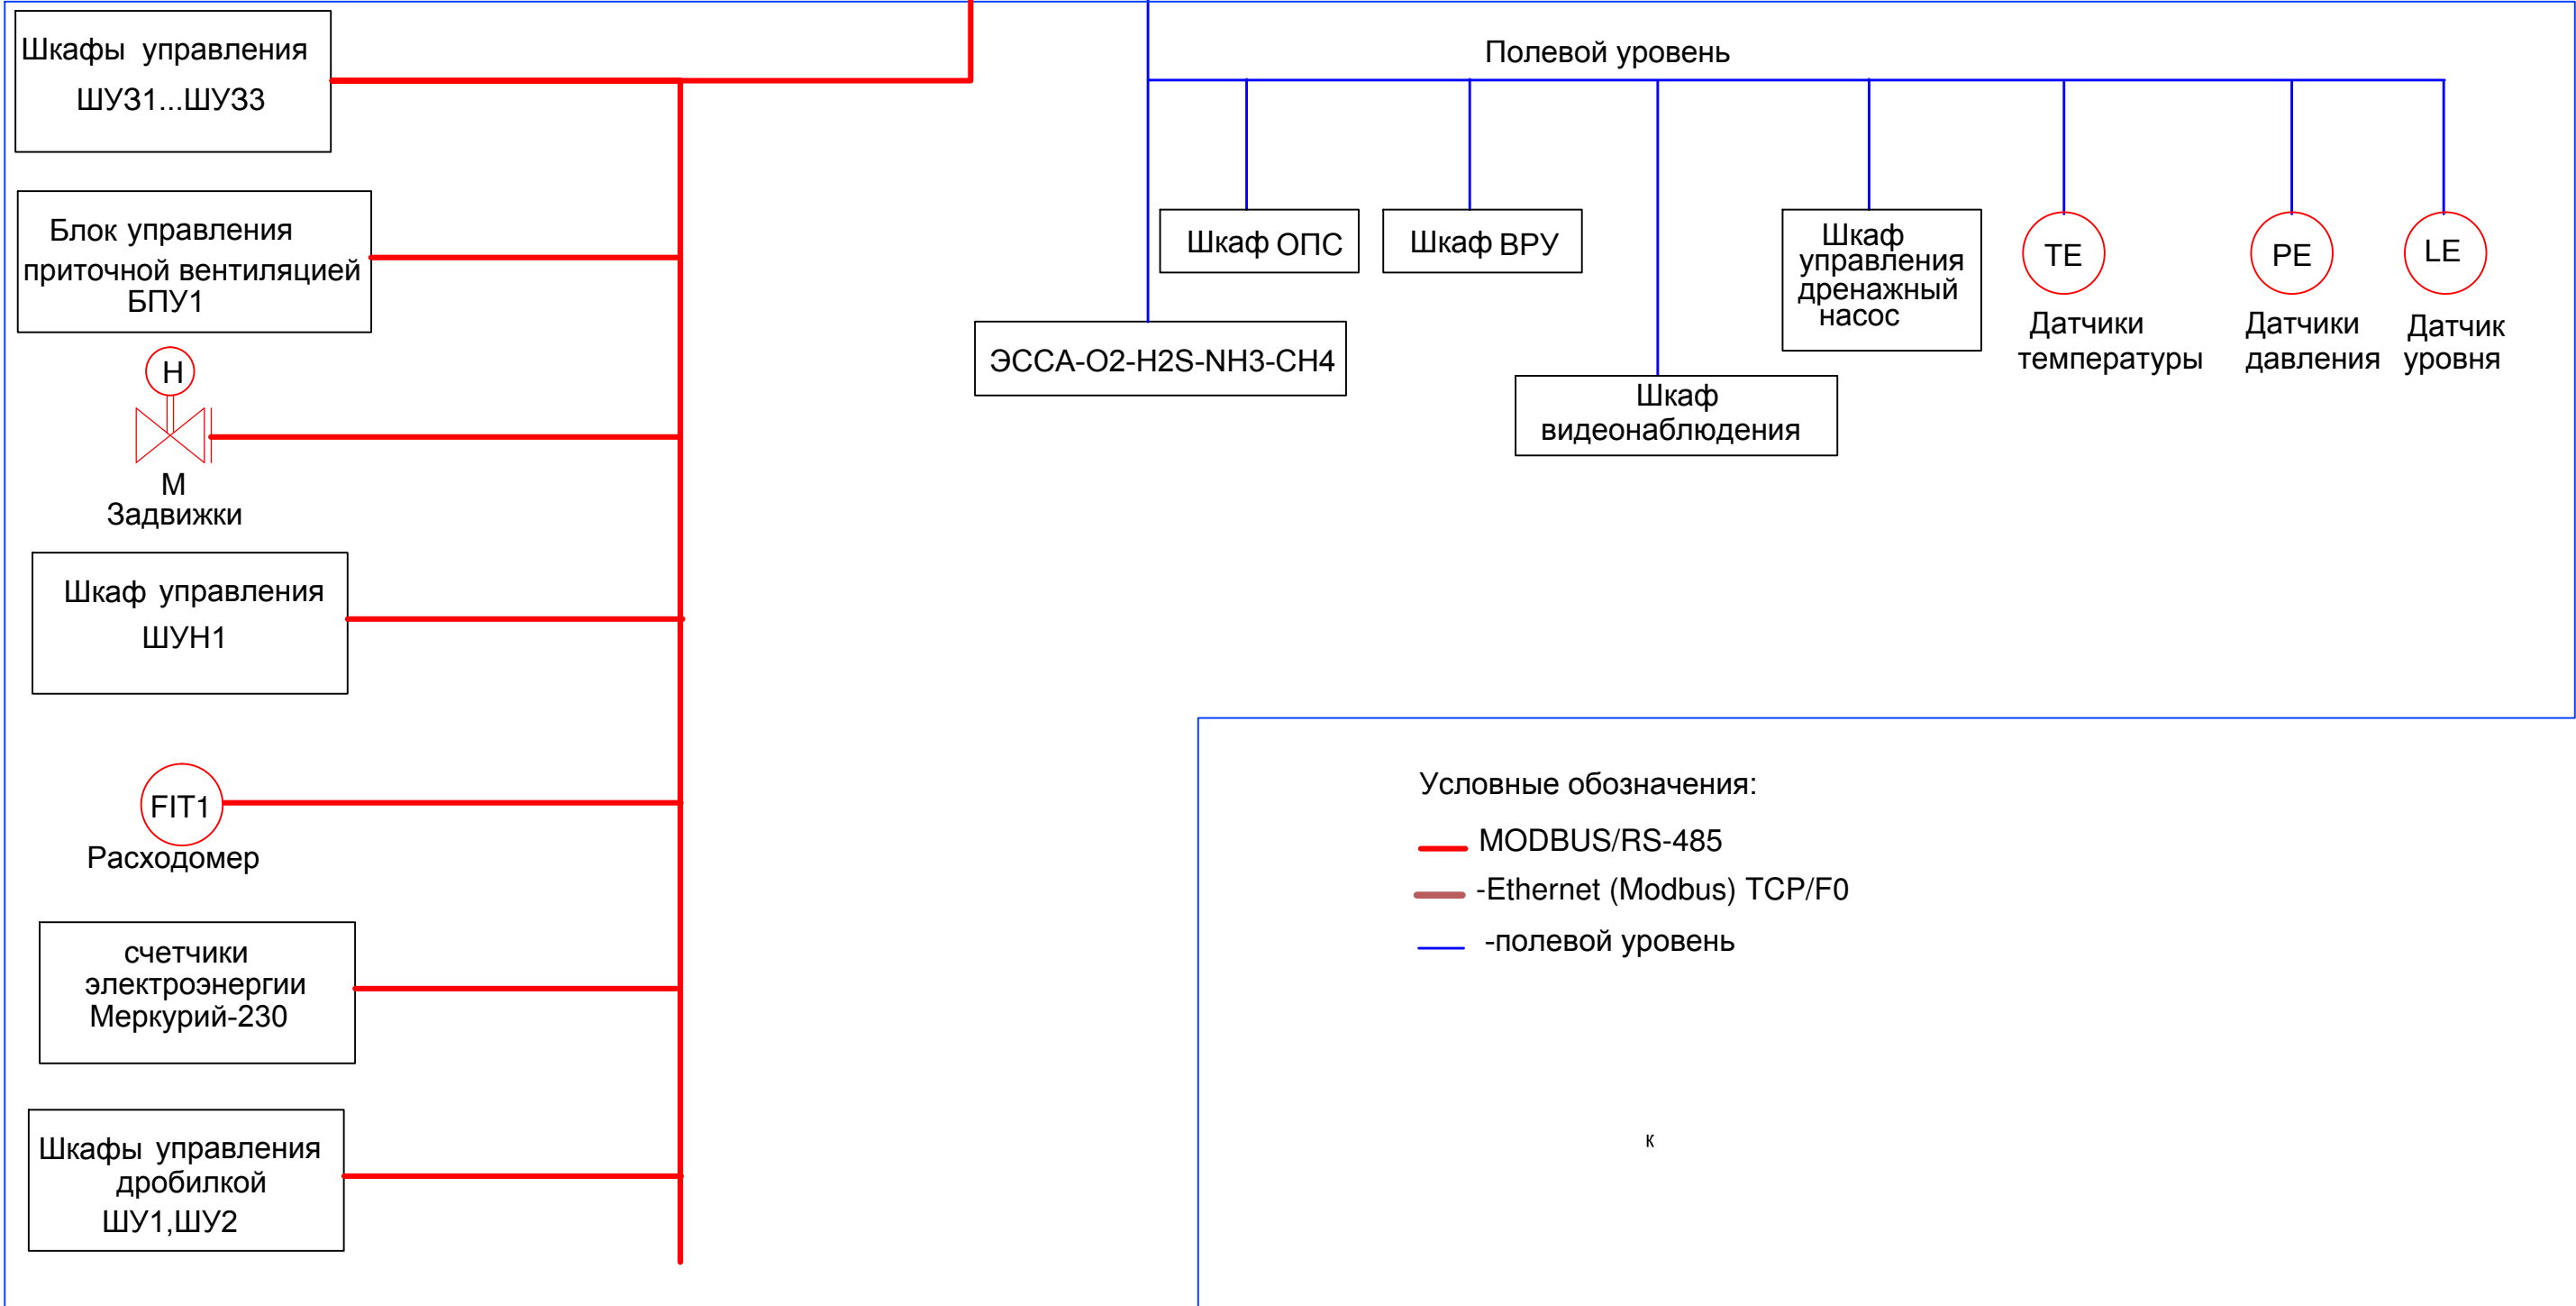 Шкафы управления
ШУЗ1...ШУЗ3
Блок управления
приточной вентиляцией
БПУ1
Н
М
Задвижки
Шкаф управления
ШУН1
FIT1
Расходомер
счетчики
электроэнергии
Меркурий-230
Шкафы управления
дробилкой
ШУ1,ШУ2
Полевой уровень
Шкаф ОПС
Шкаф ВРУ
ЭССА-О2-H2S-NH3-CH4
Шкаф
видеонаблюдения
Шкаф
управления
дренажный
насос
TE
Датчики
температуры
PE
Датчики
давления
LE
Датчик
уровня
Условные обозначения:
MODBUS/RS-485
-Ethernet (Modbus) TCP/F0
-полевой уровень
к